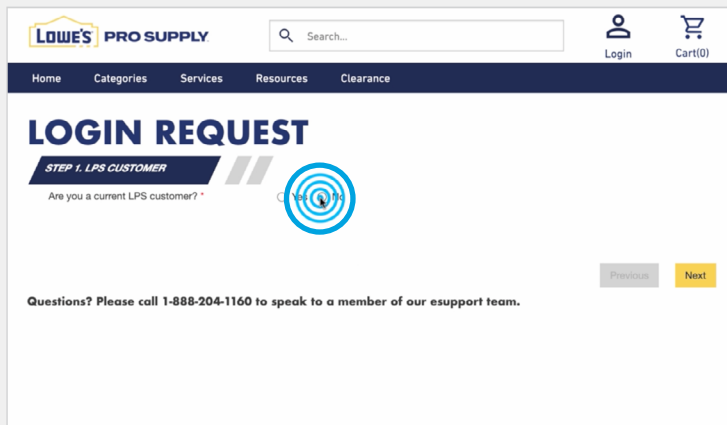 LOWE'S PRO SUPPLY
Search...
Login
Cart(0)
Home Categories Services Resources Clearance
LOGIN REQUEST
STEP 1. LPS CUSTOMER
Are you a current LPS customer? * Yes No
Previous Next
Questions? Please call 1-888-204-1160 to speak to a member of our esupport team.